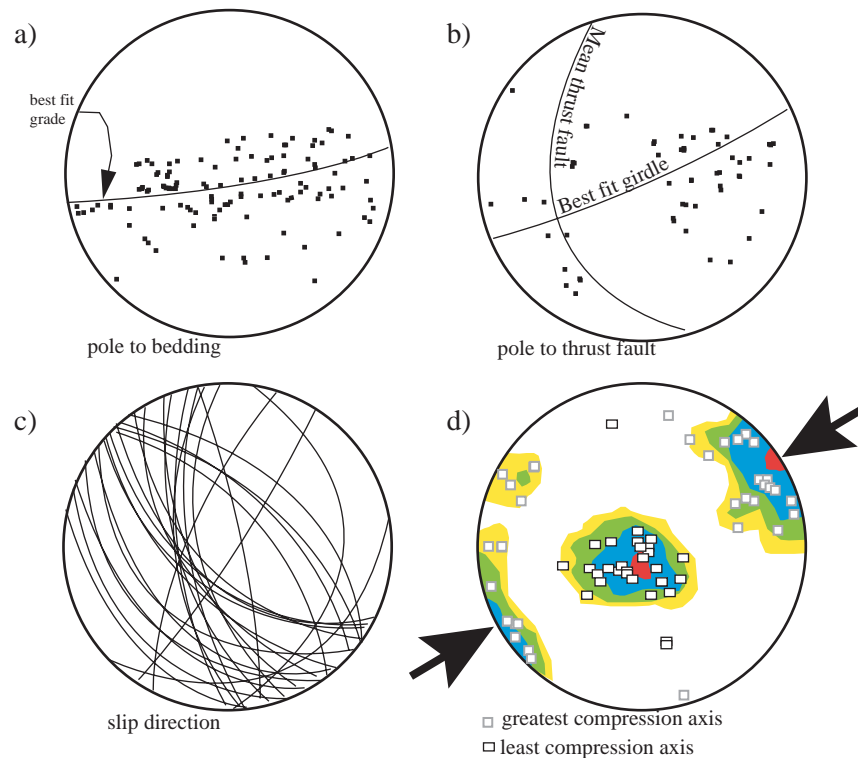 a)
best fit
grade
pole to bedding
b)
Mean thrust fault
Best fit girdle
pole to thrust fault
c)
slip direction
d)
greatest compression axis
least compression axis